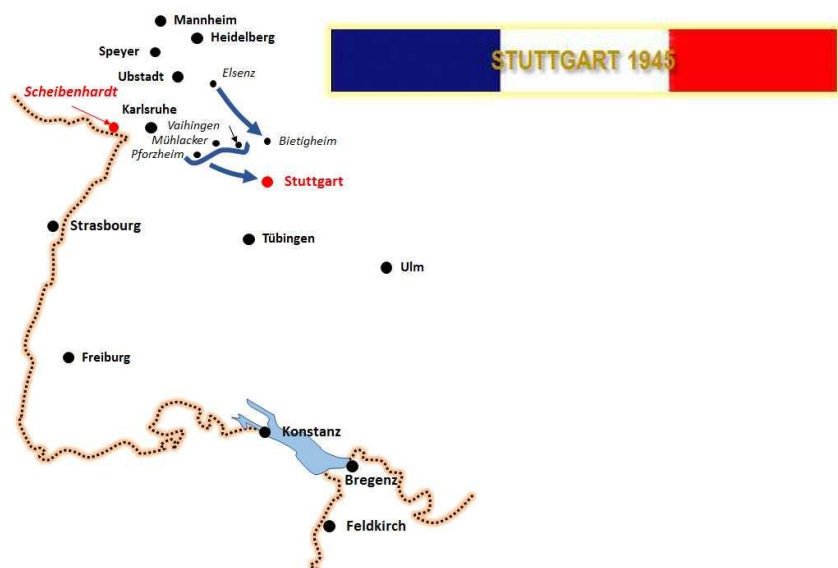 Mannheim
Heidelberg
STUTTGART 1945
Speyer
Ubstadt
Elsenz
Scheibenhardt
Karlsruhe
Vaihingen
Mühlacker
Bietigheim
Pforzheim
Stuttgart
Strasbourg
Tübingen
Ulm
Freiburg
Konstanz
Bregenz
Feldkirch